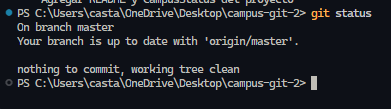 Agregar README y CampusStatus del proyecto
PS C:\Users\casta\OneDrive\Desktop\campus-git-2> git status
On branch master
Your branch is up to date with 'origin/master'.
nothing to commit, working tree clean
PS C:\Users\casta\OneDrive\Desktop\campus-git-2>